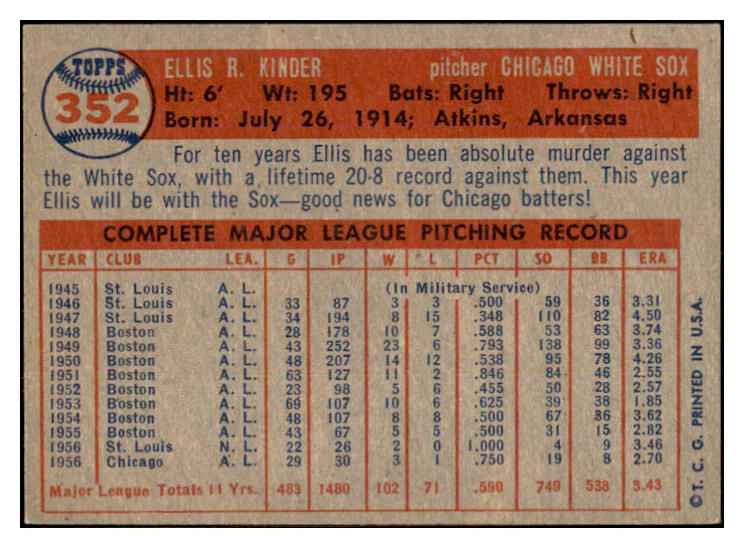 TOPPS
352
ELLIS R. KINDER pitcher CHICAGO WHITE SOX
Ht: 6' Wt: 195 Bats: Right Throws: Right
Born: July 26, 1914; Atkins, Arkansas
For ten years Ellis has been absolute murder against
the White Sox, with a lifetime 20-8 record against them. This year
Ellis will be with the Sox—good news for Chicago batters!
COMPLETE MAJOR LEAGUE PITCHING RECORD
YEAR CLUB LEA. G IP W L PCT SO BB ERA
1945 St. Louis A. L. (In Military Service)
1946 St. Louis A. L. 33 87 3 3 .500 59 36 3.31
1947 St. Louis A. L. 34 194 8 15 .348 110 82 4.50
1948 Boston A. L. 28 178 10 7 .588 53 63 3.74
1949 Boston A. L. 43 252 23 6 .793 138 99 3.36
1950 Boston A. L. 48 207 14 12 .538 95 78 4.26
1951 Boston A. L. 63 127 11 2 .846 84 46 2.55
1952 Boston A. L. 23 98 5 6 .455 50 28 2.57
1953 Boston A. L. 69 107 10 6 .625 39 38 1.85
1954 Boston A. L. 48 107 8 8 .500 67 36 3.62
1955 Boston A. L. 43 67 5 5 .500 31 15 2.82
1956 St. Louis N. L. 22 26 2 0 1.000 4 9 3.46
1956 Chicago A. L. 29 30 3 1 .750 19 8 2.70
Major League Totals 11 Yrs. 483 1480 102 71 .590 749 538 3.43
©T. C. G. PRINTED IN U.S.A.